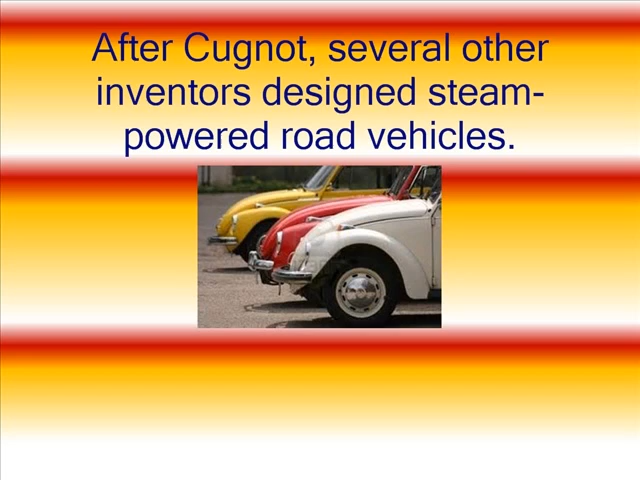 After Cugnot, several other
inventors designed steam-
powered road vehicles.